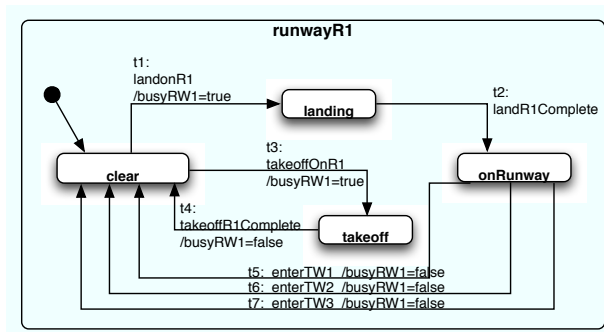 runwayR1
t1:
landonR1
/busyRW1=true
landing
t2:
landR1Complete
clear
t3:
takeoffOnR1
/busyRW1=true
onRunway
t4:
takeoffR1Complete
/busyRW1=false
takeoff
t5: enterTW1 /busyRW1=false
t6: enterTW2 /busyRW1=false
t7: enterTW3 /busyRW1=false